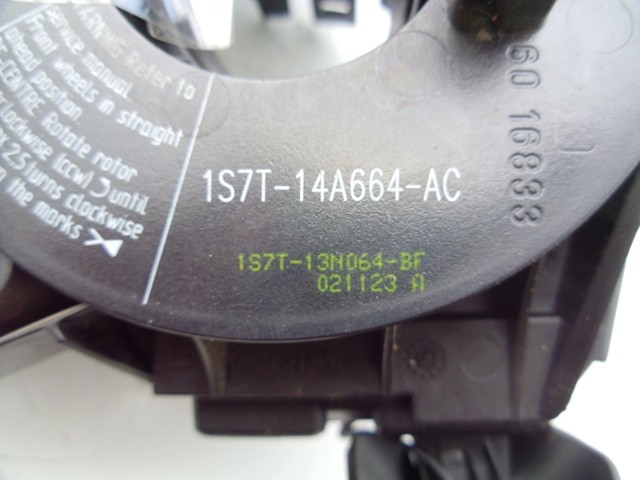 WARNING Refer to
service manual.
Front wheels in straight
ahead position.
CENTRE. Rotate rotor
clockwise (ccw) until
2.5 turns clockwise
the marks
1S7T-14A664-AC
1S7T-13N064-BF
021123 A
60 16833